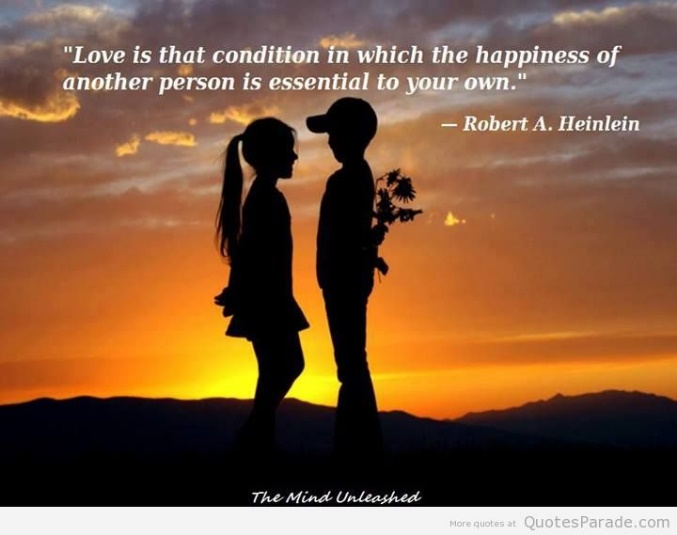 "Love is that condition in which the happiness of
another person is essential to your own."
— Robert A. Heinlein
The Mind Unleashed
More quotes at QuotesParade.com